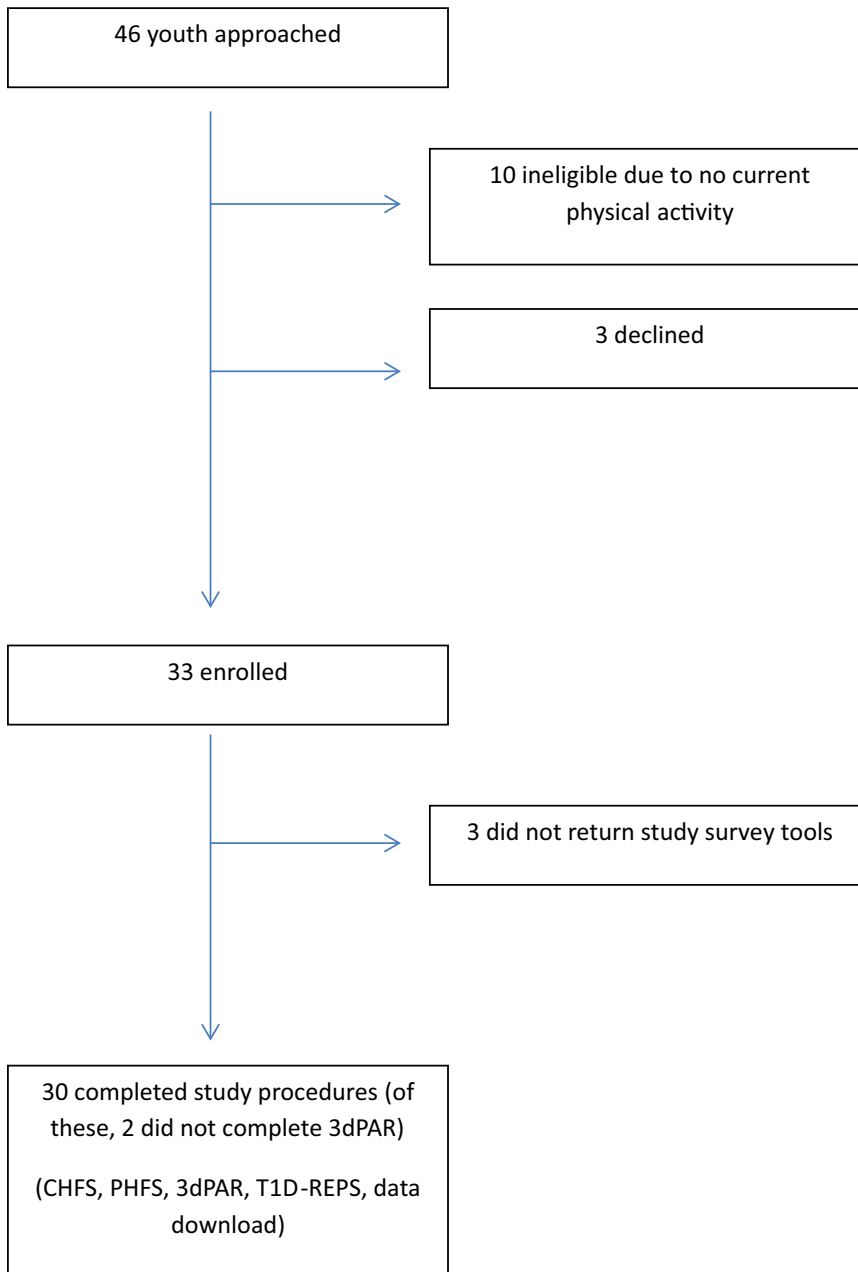 46 youth approached
10 ineligible due to no current
physical activity
3 declined
33 enrolled
3 did not return study survey tools
30 completed study procedures (of
these, 2 did not complete 3dPAR)
(CHFS, PHFS, 3dPAR, T1D-REPS, data
download)